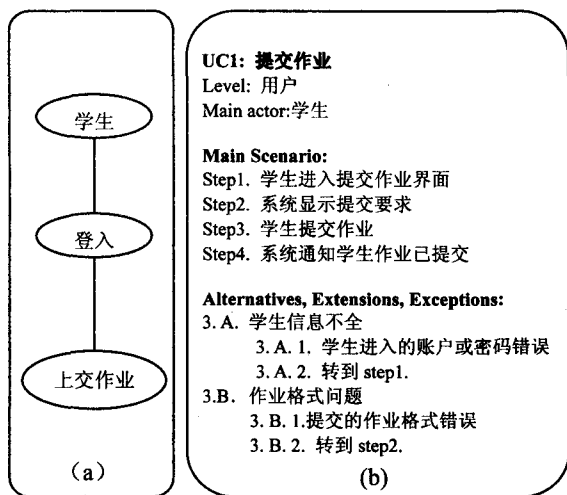 学生
登入
上交作业
(a)
UC1: 提交作业
Level: 用户
Main actor:学生
Main Scenario:
Step1. 学生进入提交作业界面
Step2. 系统显示提交要求
Step3. 学生提交作业
Step4. 系统通知学生作业已提交
Alternatives, Extensions, Exceptions:
3. A. 学生信息不全
3. A. 1. 学生进入的账户或密码错误
3. A. 2. 转到 step1.
3.B. 作业格式问题
3. B. 1.提交的作业格式错误
3. B. 2. 转到 step2.
(b)